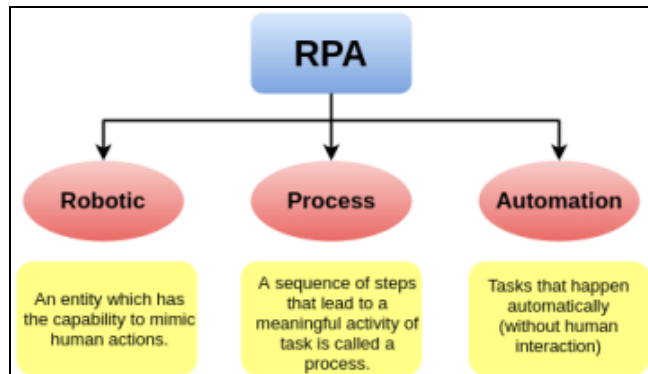 RPA
Robotic
Process
Automation
An entity which has
the capability to mimic
human actions.
A sequence of steps
that lead to a
meaningful activity of
task is called a
process.
Tasks that happen
automatically
(without human
interaction)